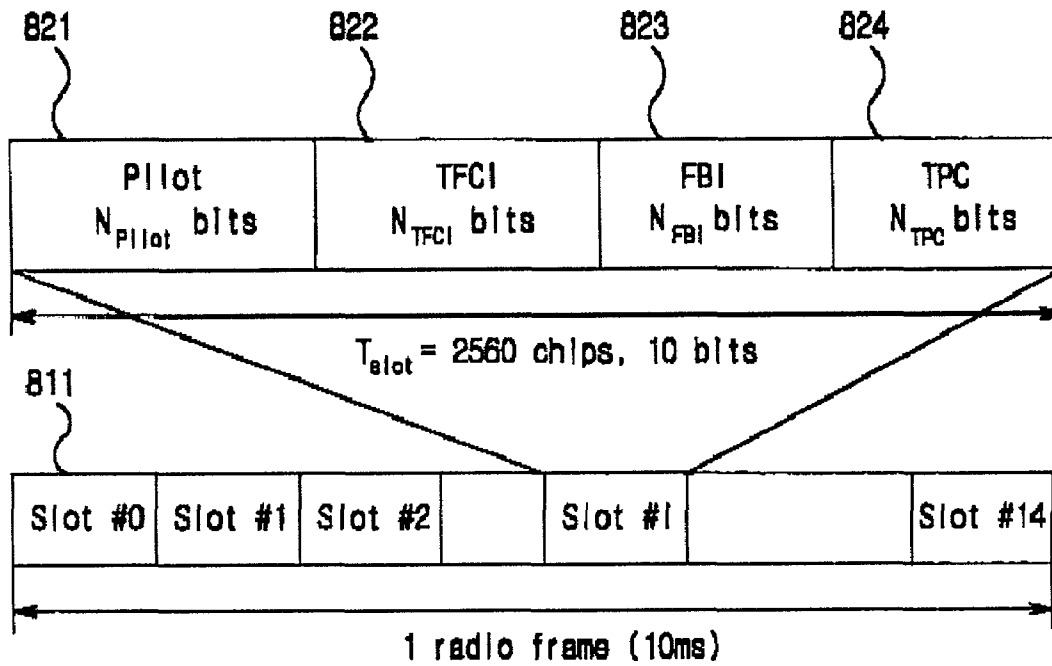 821 822 823 824
Pilot TFCI FBI TPC
N_Pilot bits N_TFCI bits N_FBI bits N_TPC bits
T_slot = 2560 chips, 10 bits
811
Slot #0 Slot #1 Slot #2 Slot #i Slot #14
1 radio frame (10ms)